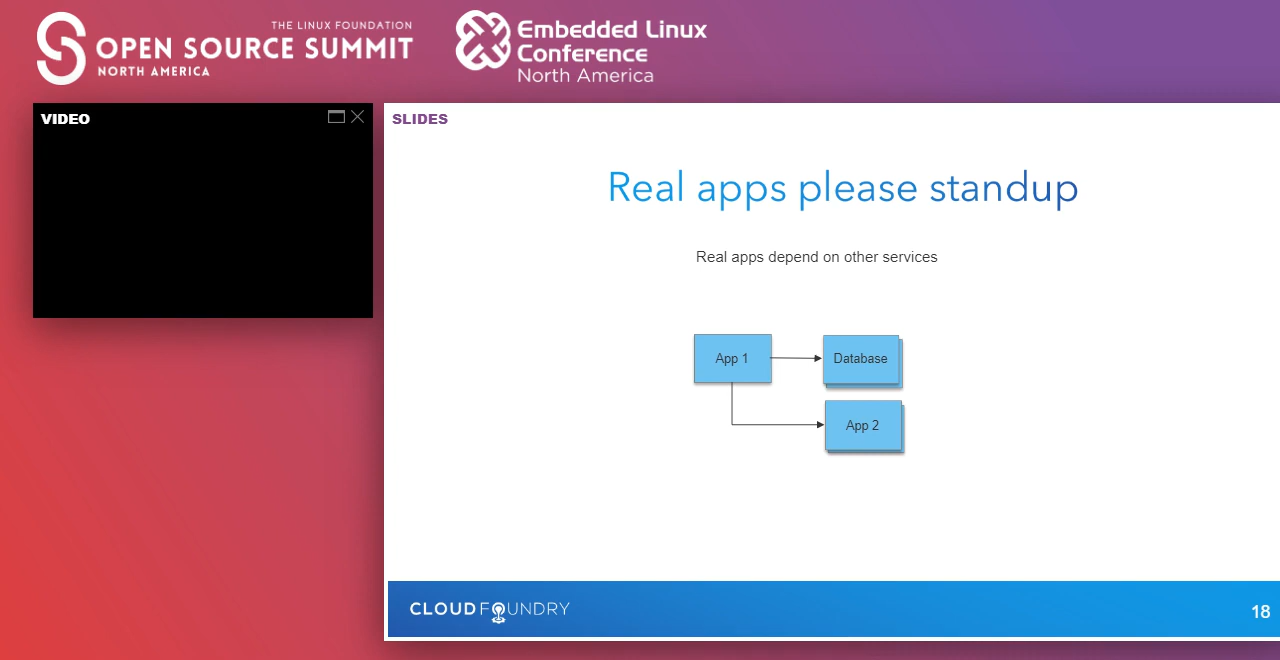 THE LINUX FOUNDATION
OPEN SOURCE SUMMIT
NORTH AMERICA
Embedded Linux
Conference
North America
VIDEO
SLIDES
Real apps please standup
Real apps depend on other services
App 1
Database
App 2
CLOUD FOUNDRY
18